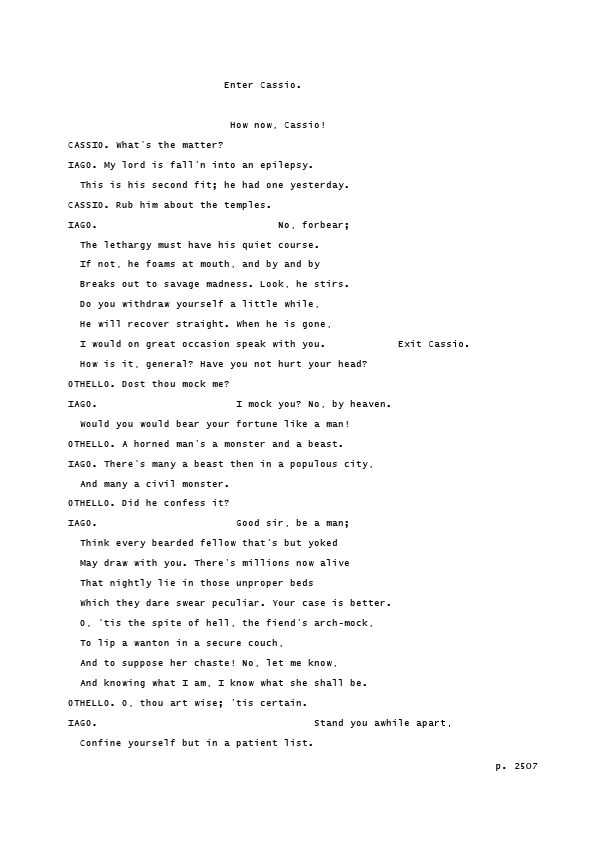 Enter Cassio.
How now, Cassio!
CASSIO. What's the matter?
IAGO. My lord is fall'n into an epilepsy.
This is his second fit; he had one yesterday.
CASSIO. Rub him about the temples.
IAGO. No, forbear;
The lethargy must have his quiet course.
If not, he foams at mouth, and by and by
Breaks out to savage madness. Look, he stirs.
Do you withdraw yourself a little while,
He will recover straight. When he is gone,
I would on great occasion speak with you. Exit Cassio.
How is it, general? Have you not hurt your head?
OTHELLO. Dost thou mock me?
IAGO. I mock you? No, by heaven.
Would you would bear your fortune like a man!
OTHELLO. A horned man's a monster and a beast.
IAGO. There's many a beast then in a populous city,
And many a civil monster.
OTHELLO. Did he confess it?
IAGO. Good sir, be a man;
Think every bearded fellow that's but yoked
May draw with you. There's millions now alive
That nightly lie in those unproper beds
Which they dare swear peculiar. Your case is better.
O, 'tis the spite of hell, the fiend's arch-mock,
To lip a wanton in a secure couch,
And to suppose her chaste! No, let me know,
And knowing what I am, I know what she shall be.
OTHELLO. O, thou art wise; 'tis certain.
IAGO. Stand you awhile apart,
Confine yourself but in a patient list.
p. 2507